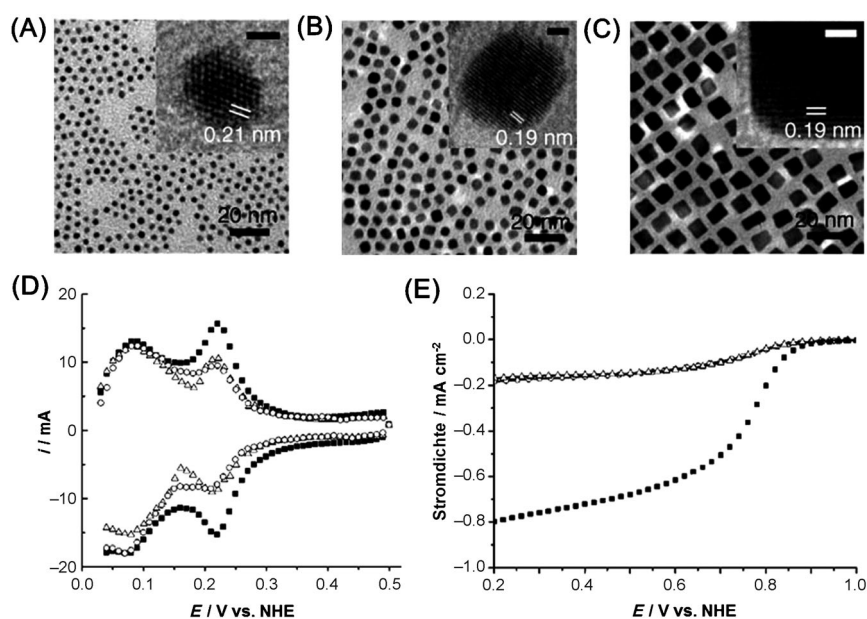 (A)
0.21 nm
20 nm
(B)
0.19 nm
20 nm
(C)
0.19 nm
20 nm
(D)
20
10
0
–10
–20
i / mA
0.0 0.1 0.2 0.3 0.4 0.5
E / V vs. NHE
(E)
0.0
–0.2
–0.4
–0.6
–0.8
–1.0
Stromdichte / mA cm–2
0.2 0.4 0.6 0.8 1.0
E / V vs. NHE